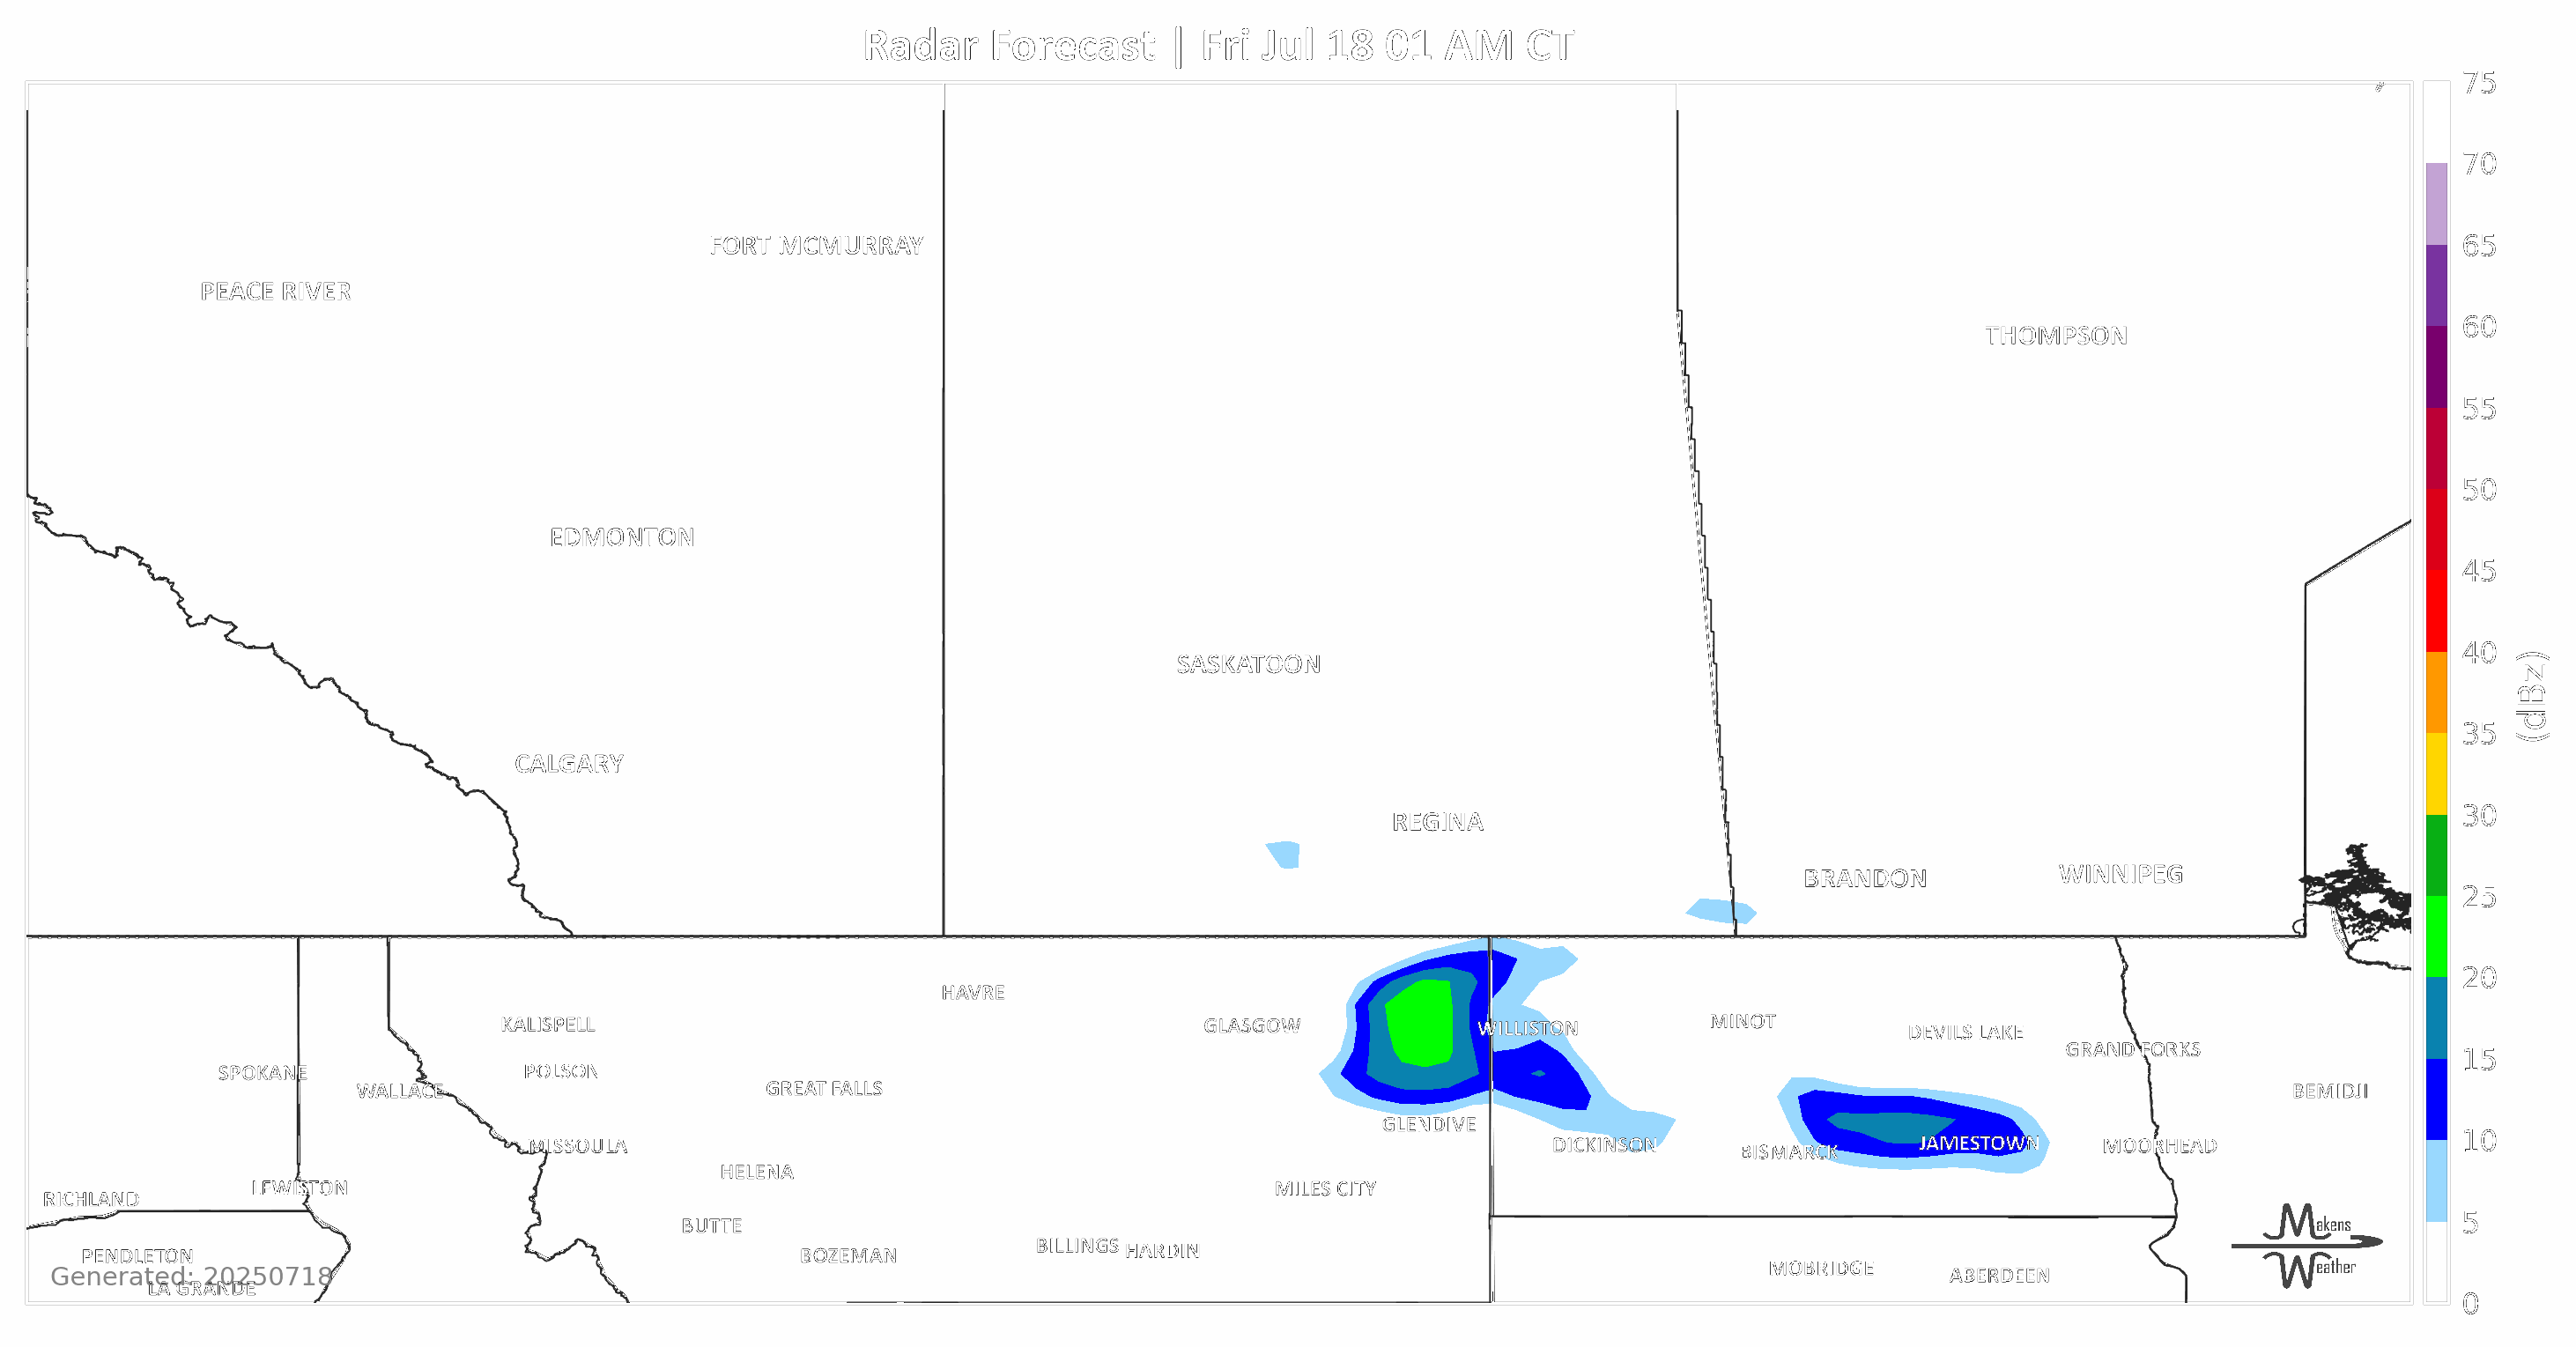 Radar Forecast | Fri Jul 18 01 AM CT
75
70
FORT MCMURRAY
65
PEACE RIVER
60
THOMPSON
55
50
EDMONTON
45
40
(dBz)
SASKATOON
35
CALGARY
30
REGINA
BRANDON
WINNIPEG
25
20
HAVRE
KALISPELL
GLASGOW
WILLISTON
MINOT
DEVILS LAKE
GRAND FORKS
15
SPOKANE
POLSON
WALLACE
GREAT FALLS
BEMIDJI
GLENDIVE
10
MISSOULA
DICKINSON
BISMARCK
JAMESTOWN
MOORHEAD
HELENA
RICHLAND
LEWISTON
MILES CITY
5
BUTTE
Makens
Weather
PENDLETON
BOZEMAN
BILLINGS
HARDIN
MOBRIDGE
ABERDEEN
Generated: 20250718
LA GRANDE
0